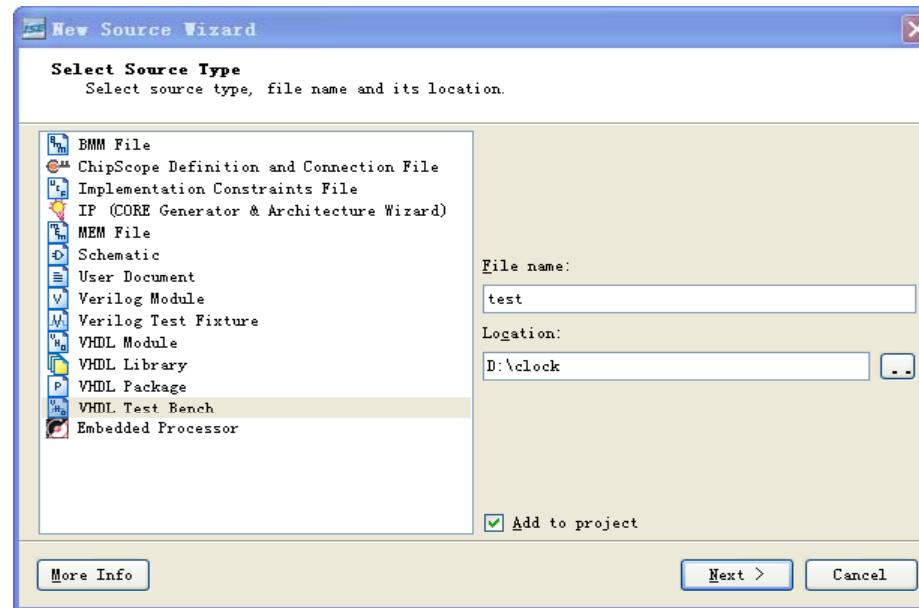 ISE New Source Wizard
Select Source Type
Select source type, file name and its location.
BMM File
ChipScope Definition and Connection File
Implementation Constraints File
IP (CORE Generator & Architecture Wizard)
MEM File
Schematic
User Document
Verilog Module
Verilog Test Fixture
VHDL Module
VHDL Library
VHDL Package
VHDL Test Bench
Embedded Processor
File name:
test
Location:
D:\clock
..
Add to project
More Info
Next >
Cancel